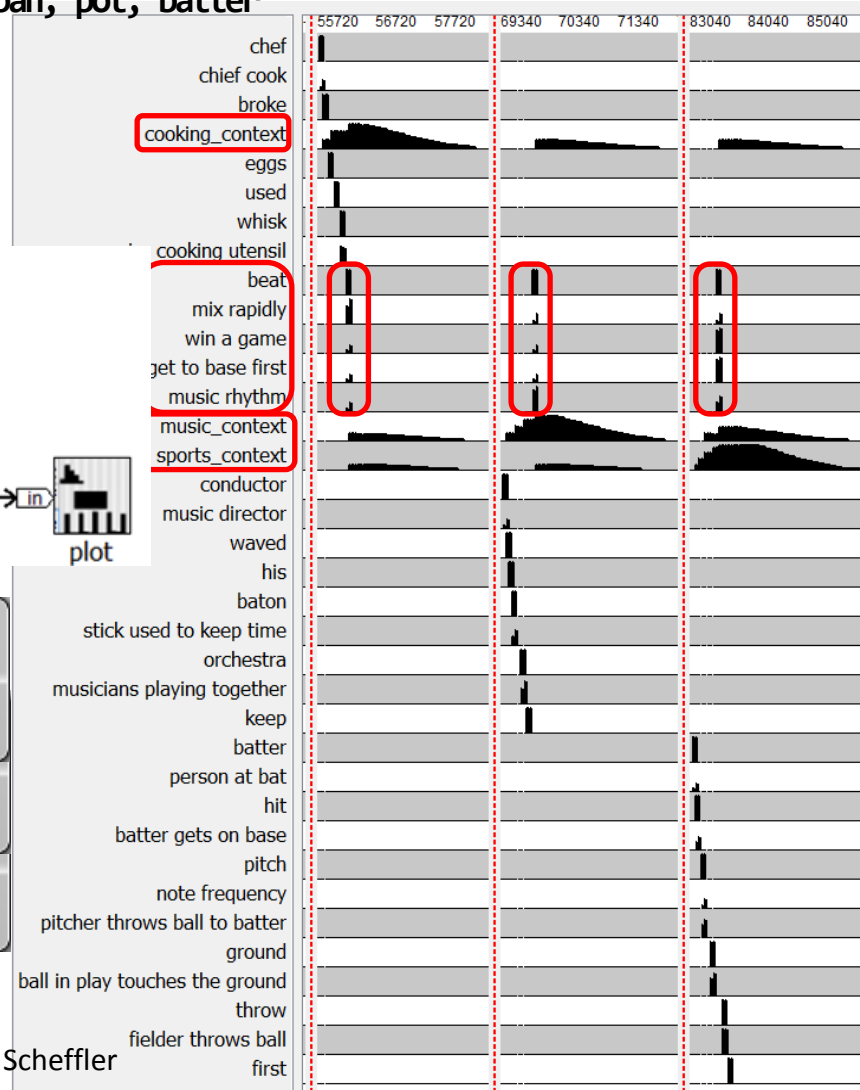 pan, pot, batter
55720 56720 57720 69340 70340 71340 83040 84040 85040
chef
chief cook
broke
cooking_context
eggs
used
whisk
cooking utensil
beat
mix rapidly
win a game
get to base first
music rhythm
music_context
sports_context
in
plot
conductor
music director
waved
his
baton
stick used to keep time
orchestra
musicians playing together
keep
batter
person at bat
hit
batter gets on base
pitch
note frequency
pitcher throws ball to batter
ground
ball in play touches the ground
throw
fielder throws ball
Scheffler
first